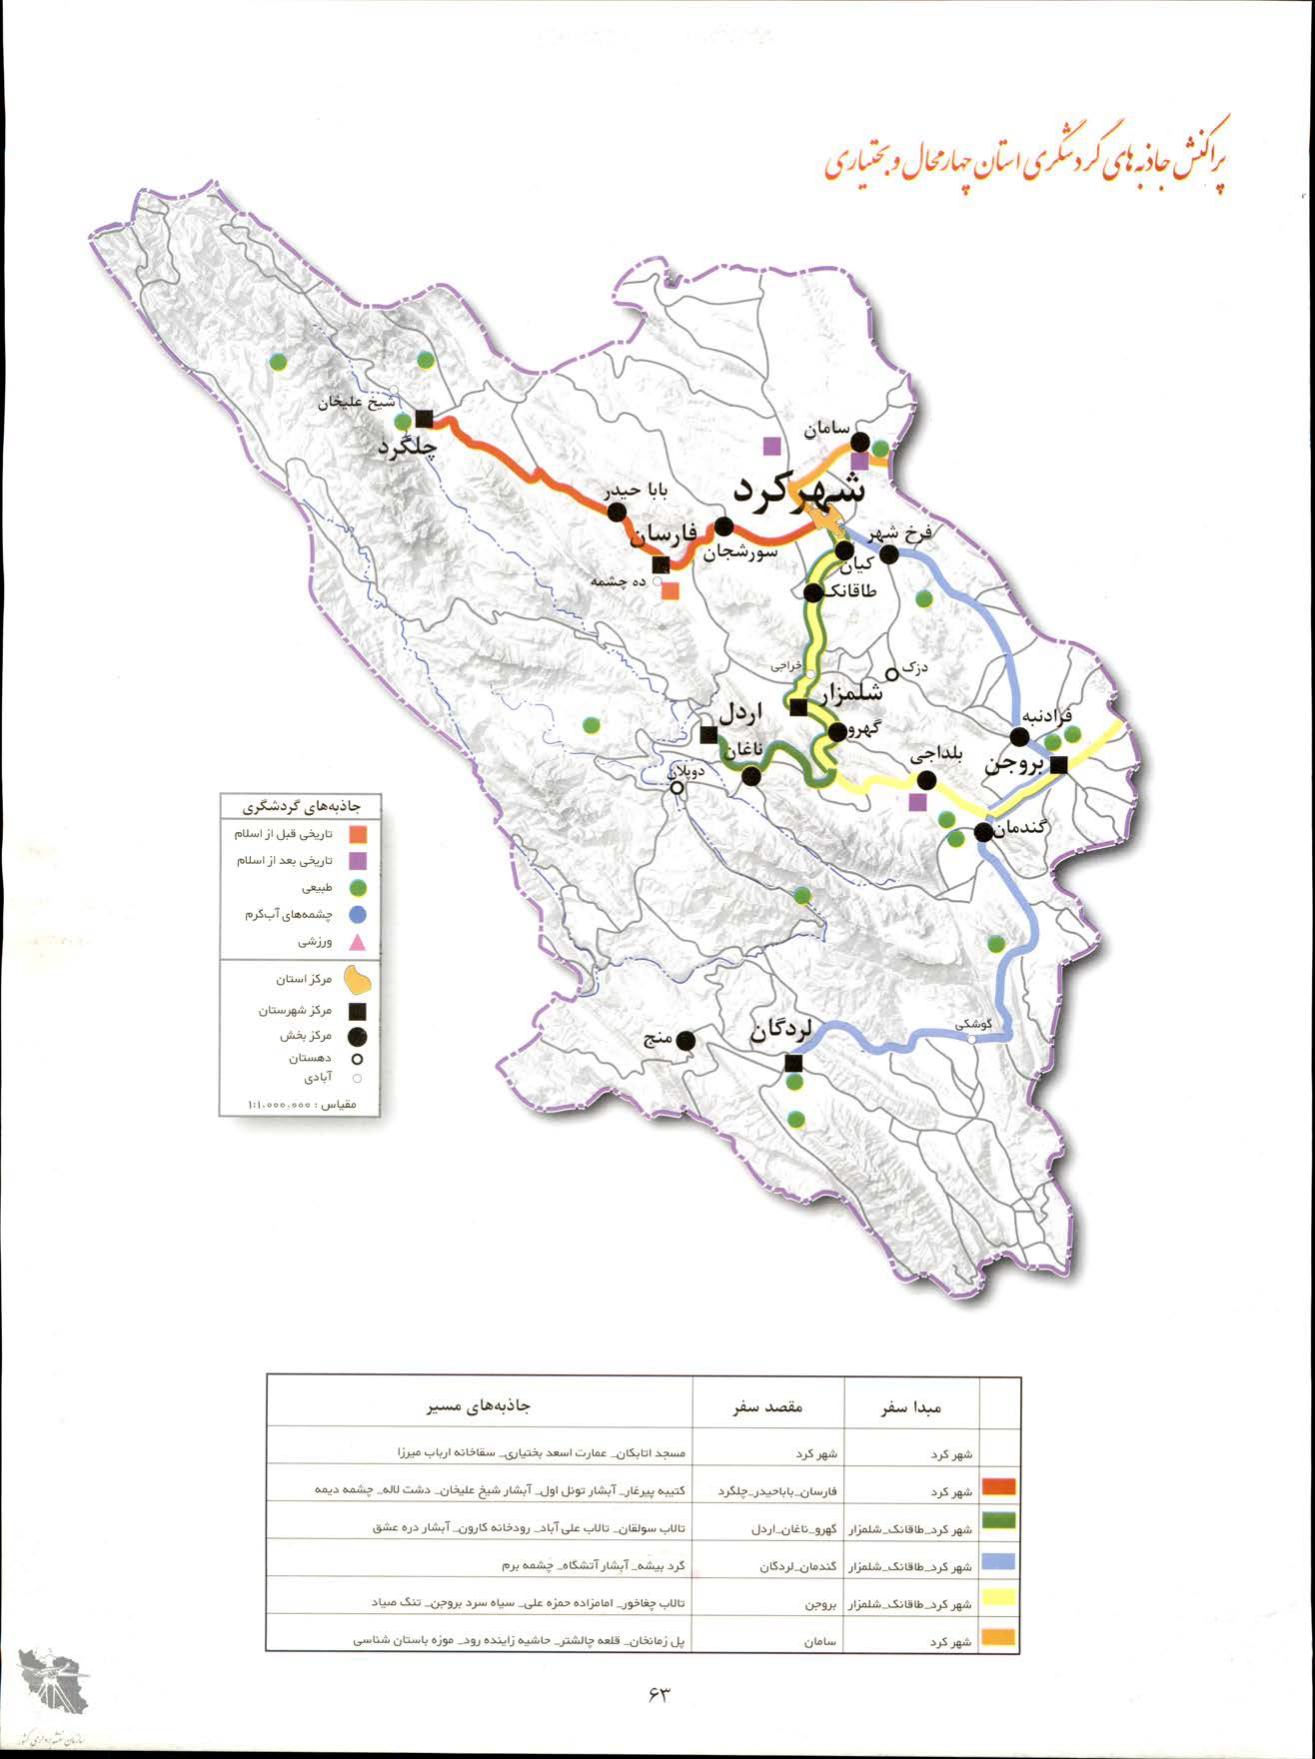 پراکنش جاذبه های گردشگری استان چهارمحال و بختیاری
شیخ علیخان
چلگرد
سامان
شهرکرد
بابا حیدر
فارسان
سورشجان
ده چشمه
فرخ شهر
کیان
طاقانک
خراجی
دزک
شلمزار
گهرو
اردل
ناغان
دوپلان
بلداجی
فرادنبه
بروجن
گندمان
گوشکی
لردگان
منج
جاذبه‌های گردشگری
تاریخی قبل از اسلام
تاریخی بعد از اسلام
طبیعی
چشمه‌های آب‌گرم
ورزشی
مرکز استان
مرکز شهرستان
مرکز بخش
دهستان
آبادی
مقیاس : ۱:۱،۰۰۰،۰۰۰
مبدا سفر مقصد سفر جاذبه‌های مسیر
شهر کرد شهر کرد مسجد اتابکان_ عمارت اسعد بختیاری_ سقاخانه ارباب میرزا
شهر کرد فارسان_باباحیدر_چلگرد کتیبه پیرغار_ آبشار تونل اول_ آبشار شیخ علیخان_ دشت لاله_ چشمه دیمه
شهر کرد_طاقانک_شلمزار گهرو_ناغان_اردل تالاب سولقان_ تالاب علی آباد_ رودخانه کارون_ آبشار دره عشق
شهر کرد_طاقانک_شلمزار گندمان_لردگان گرد بیشه_ آبشار آتشگاه_ چشمه برم
شهر کرد_طاقانک_شلمزار بروجن تالاب چغاخور_ امامزاده حمزه علی_ سیاه سرد بروجن_ تنگ صیاد
شهر کرد سامان پل زمانخان_ قلعه چالشتر_ حاشیه زاینده رود_ موزه باستان شناسی
۶۳
سازمان نقشه برداری کشور